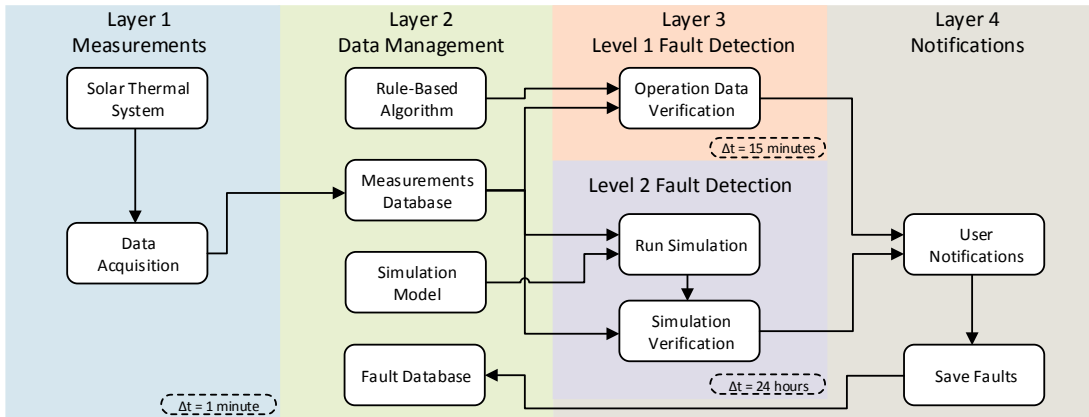 Layer 1
Measurements
Solar Thermal
System
Data
Acquisition
Δt = 1 minute
Layer 2
Data Management
Rule-Based
Algorithm
Measurements
Database
Simulation
Model
Fault Database
Layer 3
Level 1 Fault Detection
Operation Data
Verification
Δt = 15 minutes
Level 2 Fault Detection
Run Simulation
Simulation
Verification
Δt = 24 hours
Layer 4
Notifications
User
Notifications
Save Faults